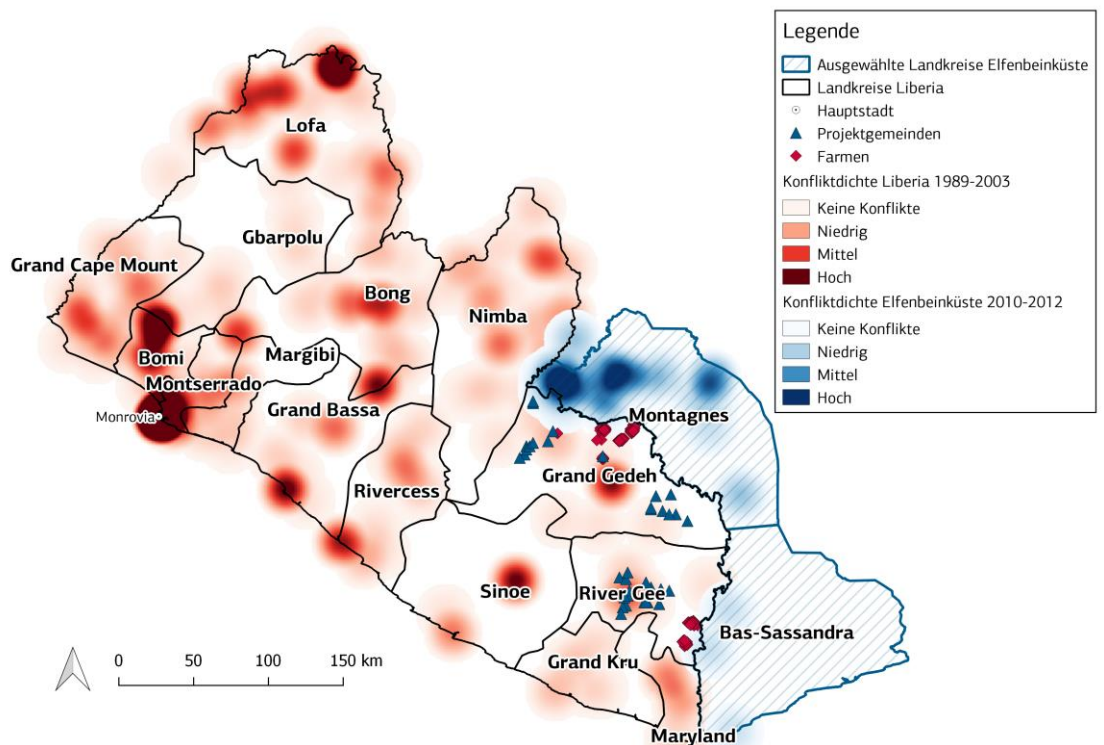 Legende
Ausgewählte Landkreise Elfenbeinküste
Landkreise Liberia
Hauptstadt
Projektgemeinden
Farmen
Konfliktdichte Liberia 1989-2003
Keine Konflikte
Niedrig
Mittel
Hoch
Konfliktdichte Elfenbeinküste 2010-2012
Keine Konflikte
Niedrig
Mittel
Hoch
Lofa
Gbarpolu
Grand Cape Mount
Bong
Nimba
Bomi
Margibi
Montserrado
Monrovia
Grand Bassa
Montagnes
Grand Gedeh
Rivercess
Sinoe
River Gee
Bas-Sassandra
Grand Kru
Maryland
0 50 100 150 km